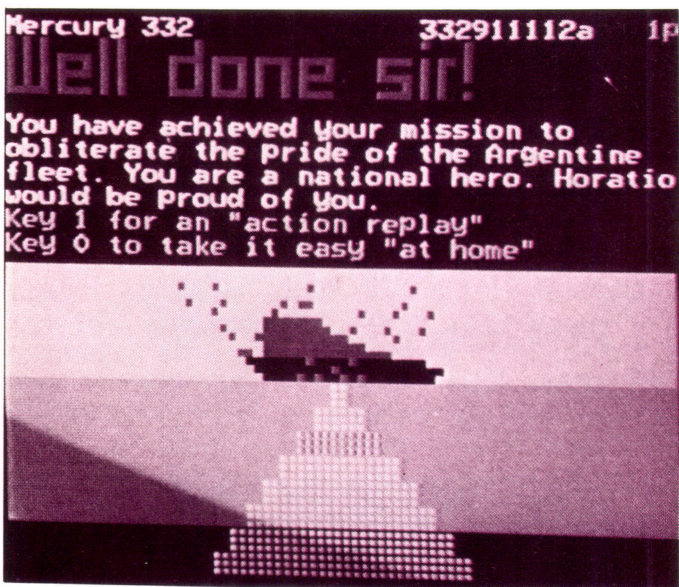 Mercury 332 332911112a 1p
Well done sir!
You have achieved your mission to
obliterate the pride of the Argentine
fleet. You are a national hero. Horatio
would be proud of you.
Key 1 for an "action replay"
Key 0 to take it easy "at home"